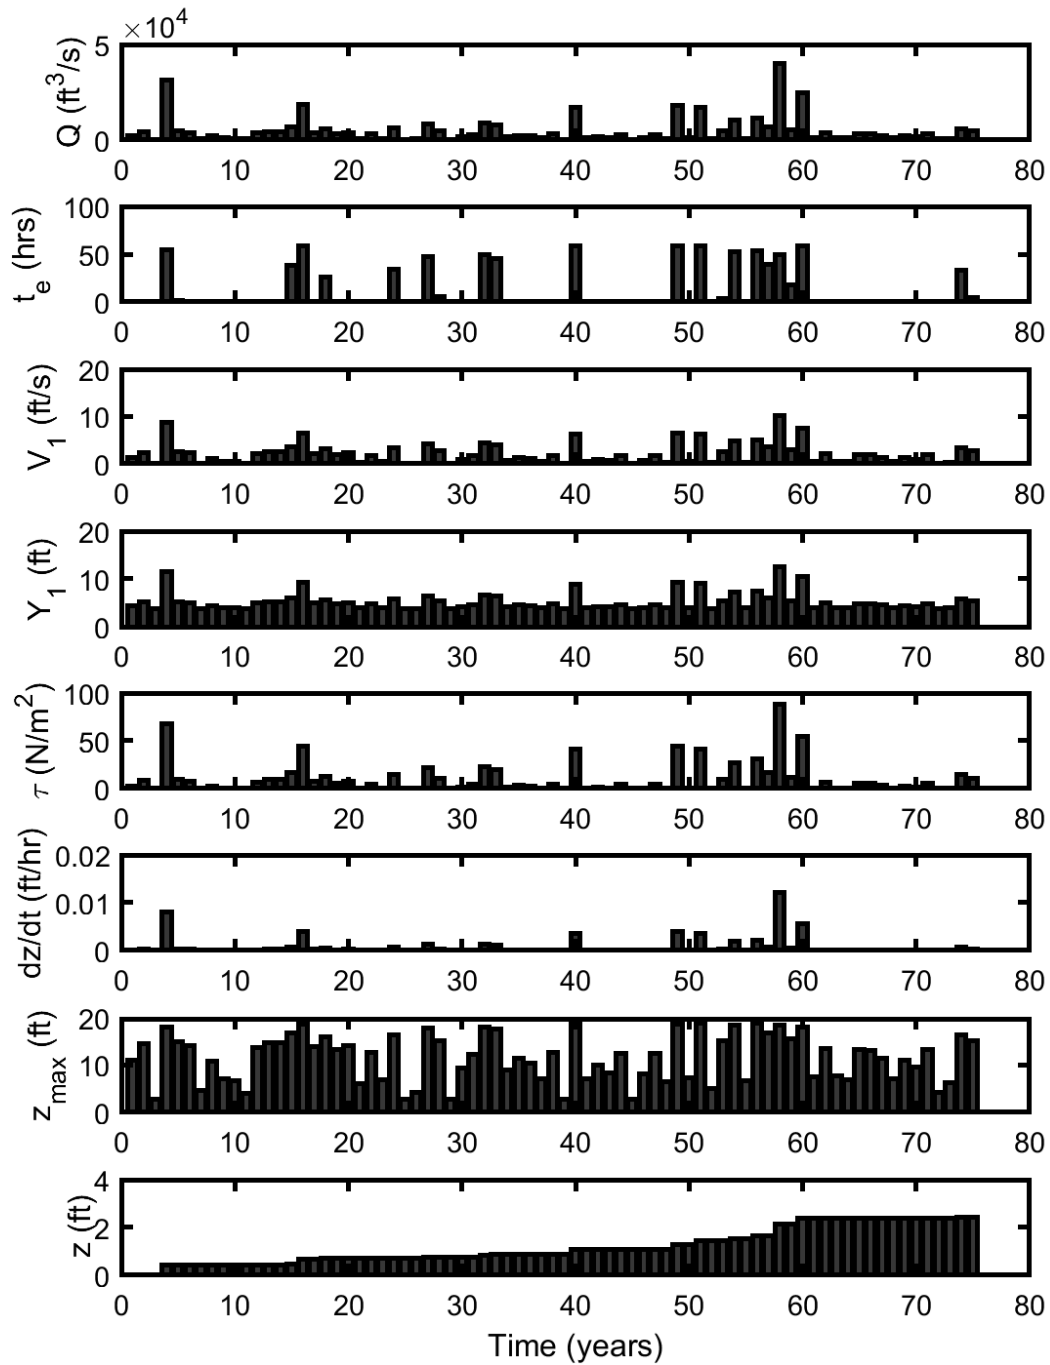 ×10⁴
5
Q (ft³/s)
0
0 10 20 30 40 50 60 70 80
100
t_e (hrs)
50
0
0 10 20 30 40 50 60 70 80
20
V_1 (ft/s)
10
0
0 10 20 30 40 50 60 70 80
20
Y_1 (ft)
10
0
0 10 20 30 40 50 60 70 80
100
τ (N/m²)
50
0
0 10 20 30 40 50 60 70 80
0.02
dz/dt (ft/hr)
0.01
0
0 10 20 30 40 50 60 70 80
20
z_max (ft)
10
0
0 10 20 30 40 50 60 70 80
4
z (ft)
2
0
0 10 20 30 40 50 60 70 80
Time (years)